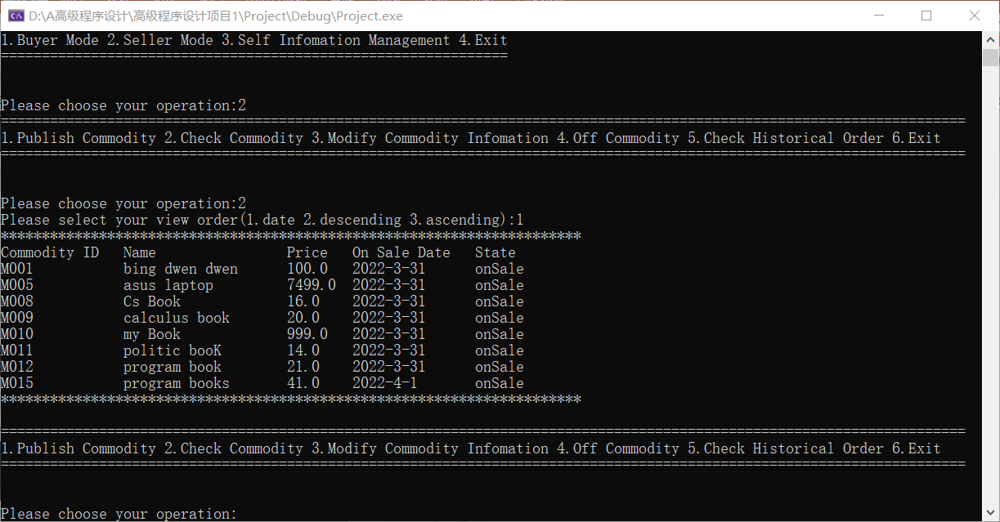 D:\A高级程序设计\高级程序设计项目1\Project\Debug\Project.exe
1.Buyer Mode 2.Seller Mode 3.Self Infomation Management 4.Exit
==============================================================
Please choose your operation:2
======================================================================================================================
1.Publish Commodity 2.Check Commodity 3.Modify Commodity Infomation 4.Off Commodity 5.Check Historical Order 6.Exit
======================================================================================================================
Please choose your operation:2
Please select your view order(1.date 2.descending 3.ascending):1
***********************************************************************
Commodity ID   Name                Price   On Sale Date   State
M001           bing dwen dwen      100.0   2022-3-31      onSale
M005           asus laptop         7499.0  2022-3-31      onSale
M008           Cs Book             16.0    2022-3-31      onSale
M009           calculus book       20.0    2022-3-31      onSale
M010           my Book             999.0   2022-3-31      onSale
M011           politic booK        14.0    2022-3-31      onSale
M012           program book        21.0    2022-3-31      onSale
M015           program books       41.0    2022-4-1       onSale
***********************************************************************
======================================================================================================================
1.Publish Commodity 2.Check Commodity 3.Modify Commodity Infomation 4.Off Commodity 5.Check Historical Order 6.Exit
======================================================================================================================
Please choose your operation: